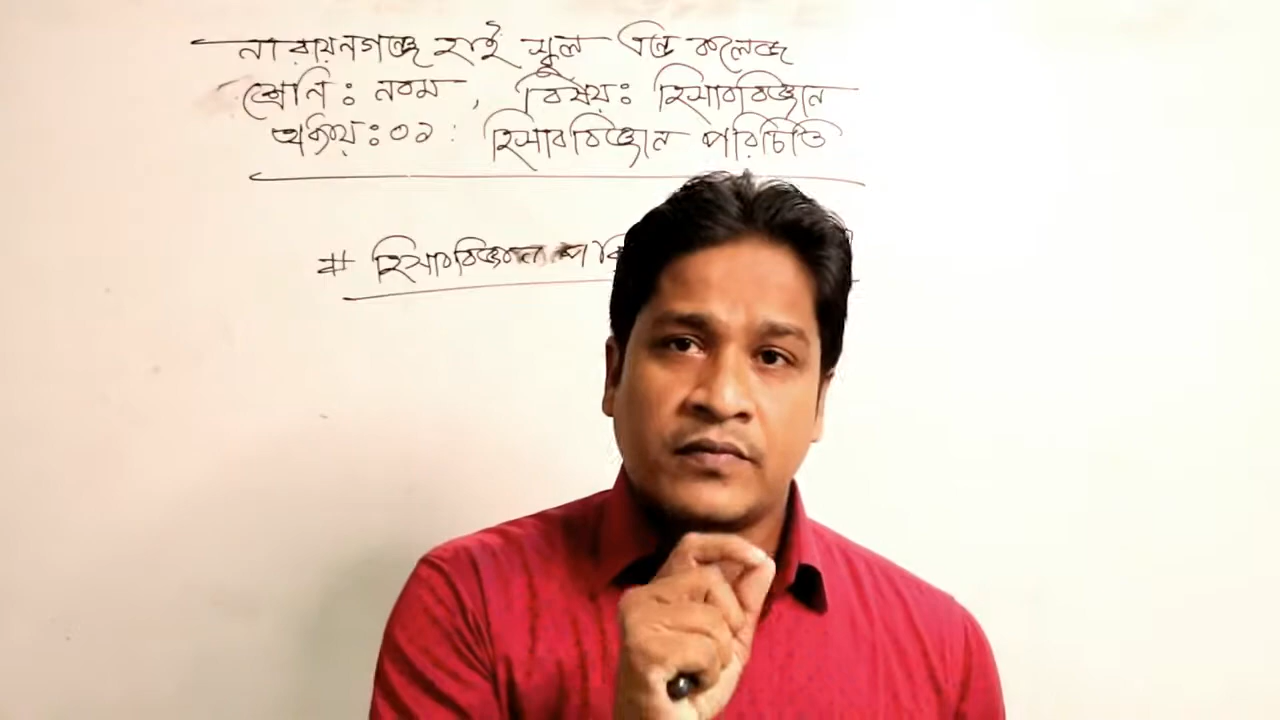 নারায়নগঞ্জ হাই স্কুল এন্ড কলেজ
শ্রেনি: নবম, বিষয়: হিসাববিজ্ঞান
অধ্যায়: ০১: হিসাববিজ্ঞান পরিচিতি
# হিসাববিজ্ঞান